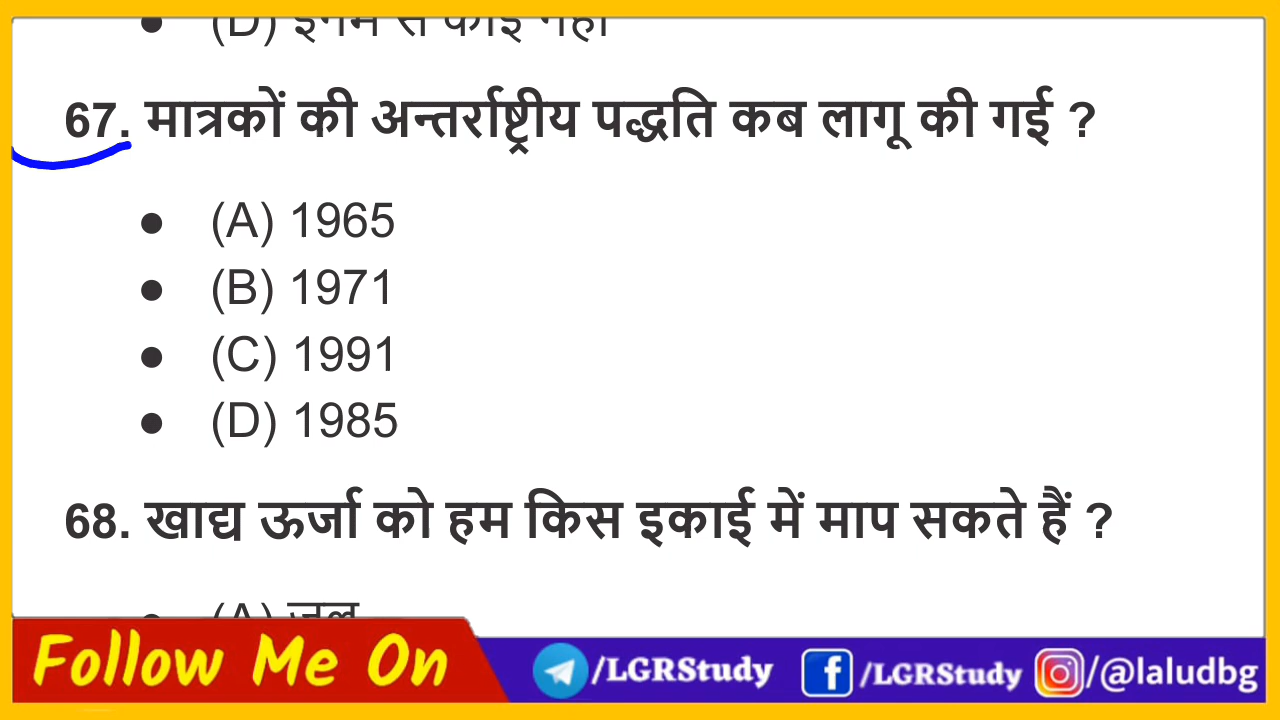 67. मात्रकों की अन्तर्राष्ट्रीय पद्धति कब लागू की गई ?
● (A) 1965
● (B) 1971
● (C) 1991
● (D) 1985
68. खाद्य ऊर्जा को हम किस इकाई में माप सकते हैं ?
Follow Me On /LGRStudy /LGRStudy /@laludbg